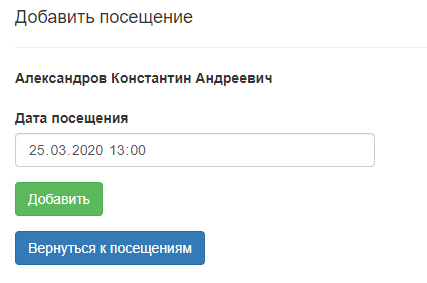 Добавить посещение
Александров Константин Андреевич
Дата посещения
25.03.2020 13:00
Добавить
Вернуться к посещениям